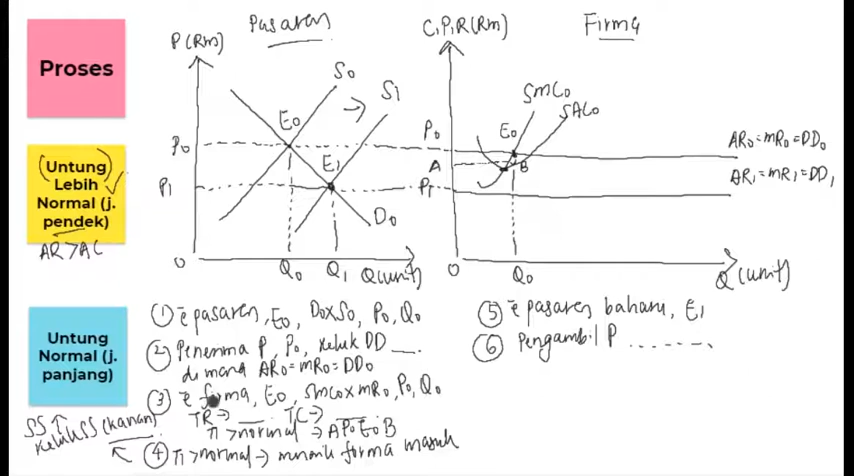 Proses
Untung
Lebih
Normal (j.
pendek)
AR > AC
Untung
Normal (j.
panjang)
SS↑
Keluk SS (kanan)
Pasaran
P (Rm)
S0
S1
E0
E1
P0
P1
D0
0
Q0
Q1
Q (unit)
Firma
C,P,R (Rm)
SMC0
SAC0
E0
P0
A
B
P1
AR0 = MR0 = DD0
AR1 = MR1 = DD1
0
Q0
Q (unit)
① ē pasaran, E0, D0 x S0, P0, Q0
② Penerima P, P0, keluk DD ___
di mana AR0 = MR0 = DD0
③ ē firma, E0, SMC0 x MR0, P0, Q0
TR → ___. TC → ___.
π > normal → AP0E0B
④ π > normal → menarik firma masuk
⑤ ē pasaran baharu, E1
⑥ Pengambil P ........